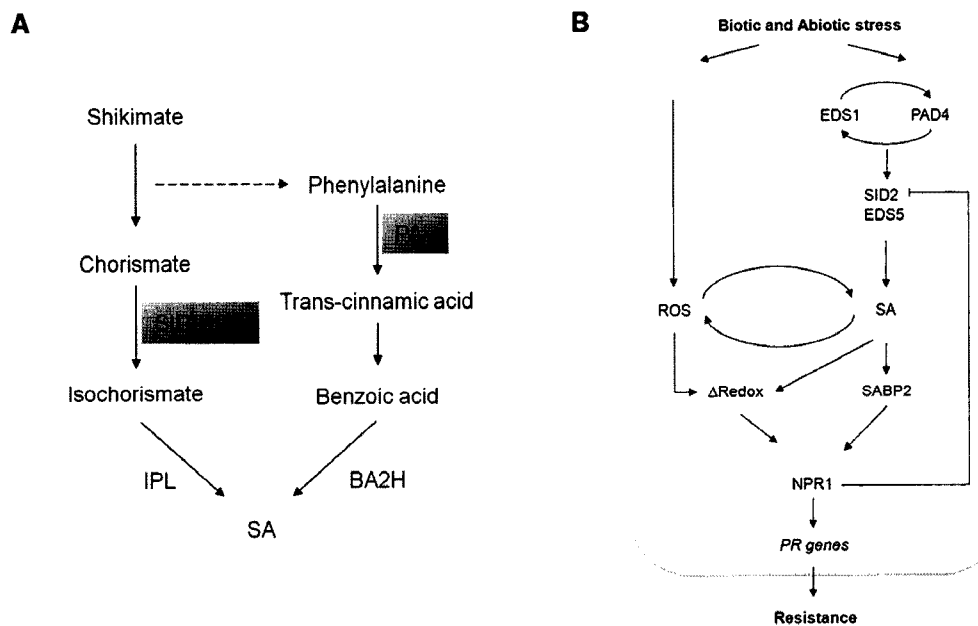 A
Shikimate
Phenylalanine
Chorismate
Trans-cinnamic acid
Isochorismate
Benzoic acid
IPL
BA2H
SA
B
Biotic and Abiotic stress
EDS1
PAD4
SID2
EDS5
ROS
SA
ΔRedox
SABP2
NPR1
PR genes
Resistance